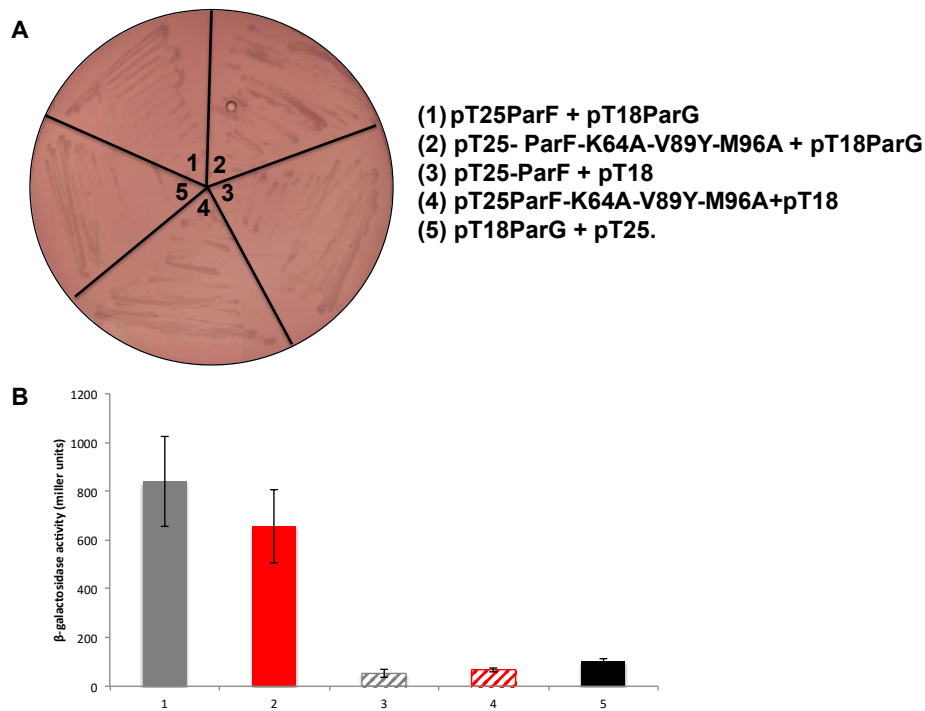 A
1 2
5 3
4
(1) pT25ParF + pT18ParG
(2) pT25- ParF-K64A-V89Y-M96A + pT18ParG
(3) pT25-ParF + pT18
(4) pT25ParF-K64A-V89Y-M96A+pT18
(5) pT18ParG + pT25.
B
β-galactosidase activity (miller units)
1200
1000
800
600
400
200
0
1 2 3 4 5